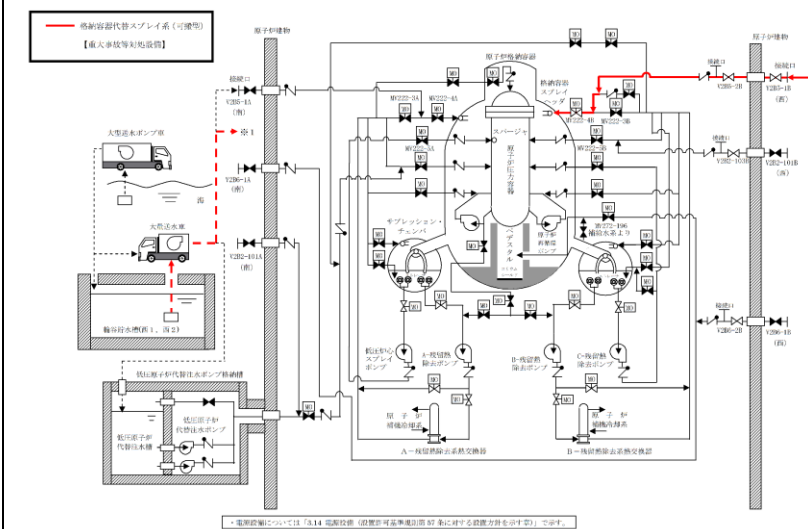 格納容器代替スプレイ系(可搬型)
【重大事故等対処設備】
原子炉建物
原子炉建物
原子炉格納容器
格納容器
スプレイ
ヘッダ
接続口
V2B5-1A
(南)
MV222-3A
MV222-4A
※1
大型送水ポンプ車
海
大量送水車
輪谷貯水槽(西1、西2)
V2B6-1A
(南)
V2B2-101A
(南)
MV222-5A
スパージャ
原子炉圧力容器
ペデスタル
MV222-4B
MV222-3B
MV222-5B
接続口
V2B5-2B
接続口
V2B5-1B
(西)
接続口
V2B2-103B
V2B2-101B
(西)
接続口
V2B6-2B
V2B6-1B
(西)
サプレッション・
チェンバ
原子炉
再循環
ポンプ
MV272-196
補給水系より
低圧炉心
スプレイ
ポンプ
A-残留熱
除去ポンプ
B-残留熱
除去ポンプ
C-残留熱
除去ポンプ
低圧原子炉代替注水ポンプ格納槽
低圧原子炉
代替注水槽
低圧原子炉
代替注水ポンプ
原子炉
補機冷却系
A-残留熱除去系熱交換器
原子炉
補機冷却系
B-残留熱除去系熱交換器
・電源設備については「3.14 電源設備(設置許可基準規則第57条に対する設置方針を示す章)」で示す。